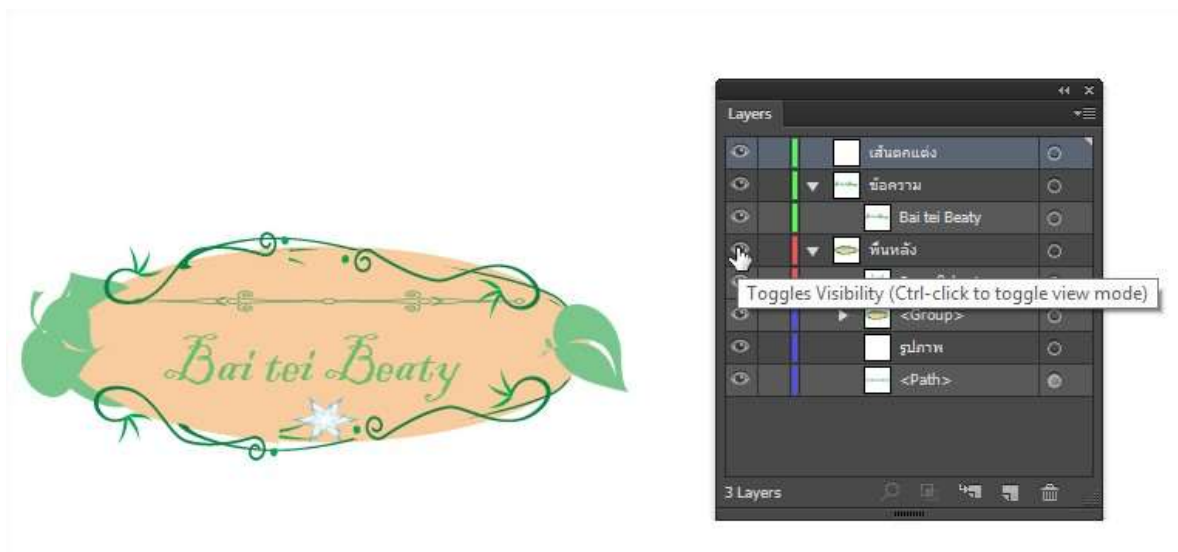 Layers
เส้นตกแต่ง
ข้อความ
Bai tei Beaty
พื้นหลัง
Toggles Visibility (Ctrl-click to toggle view mode)
<Group>
รูปภาพ
<Path>
3 Layers
Bai tei Beaty